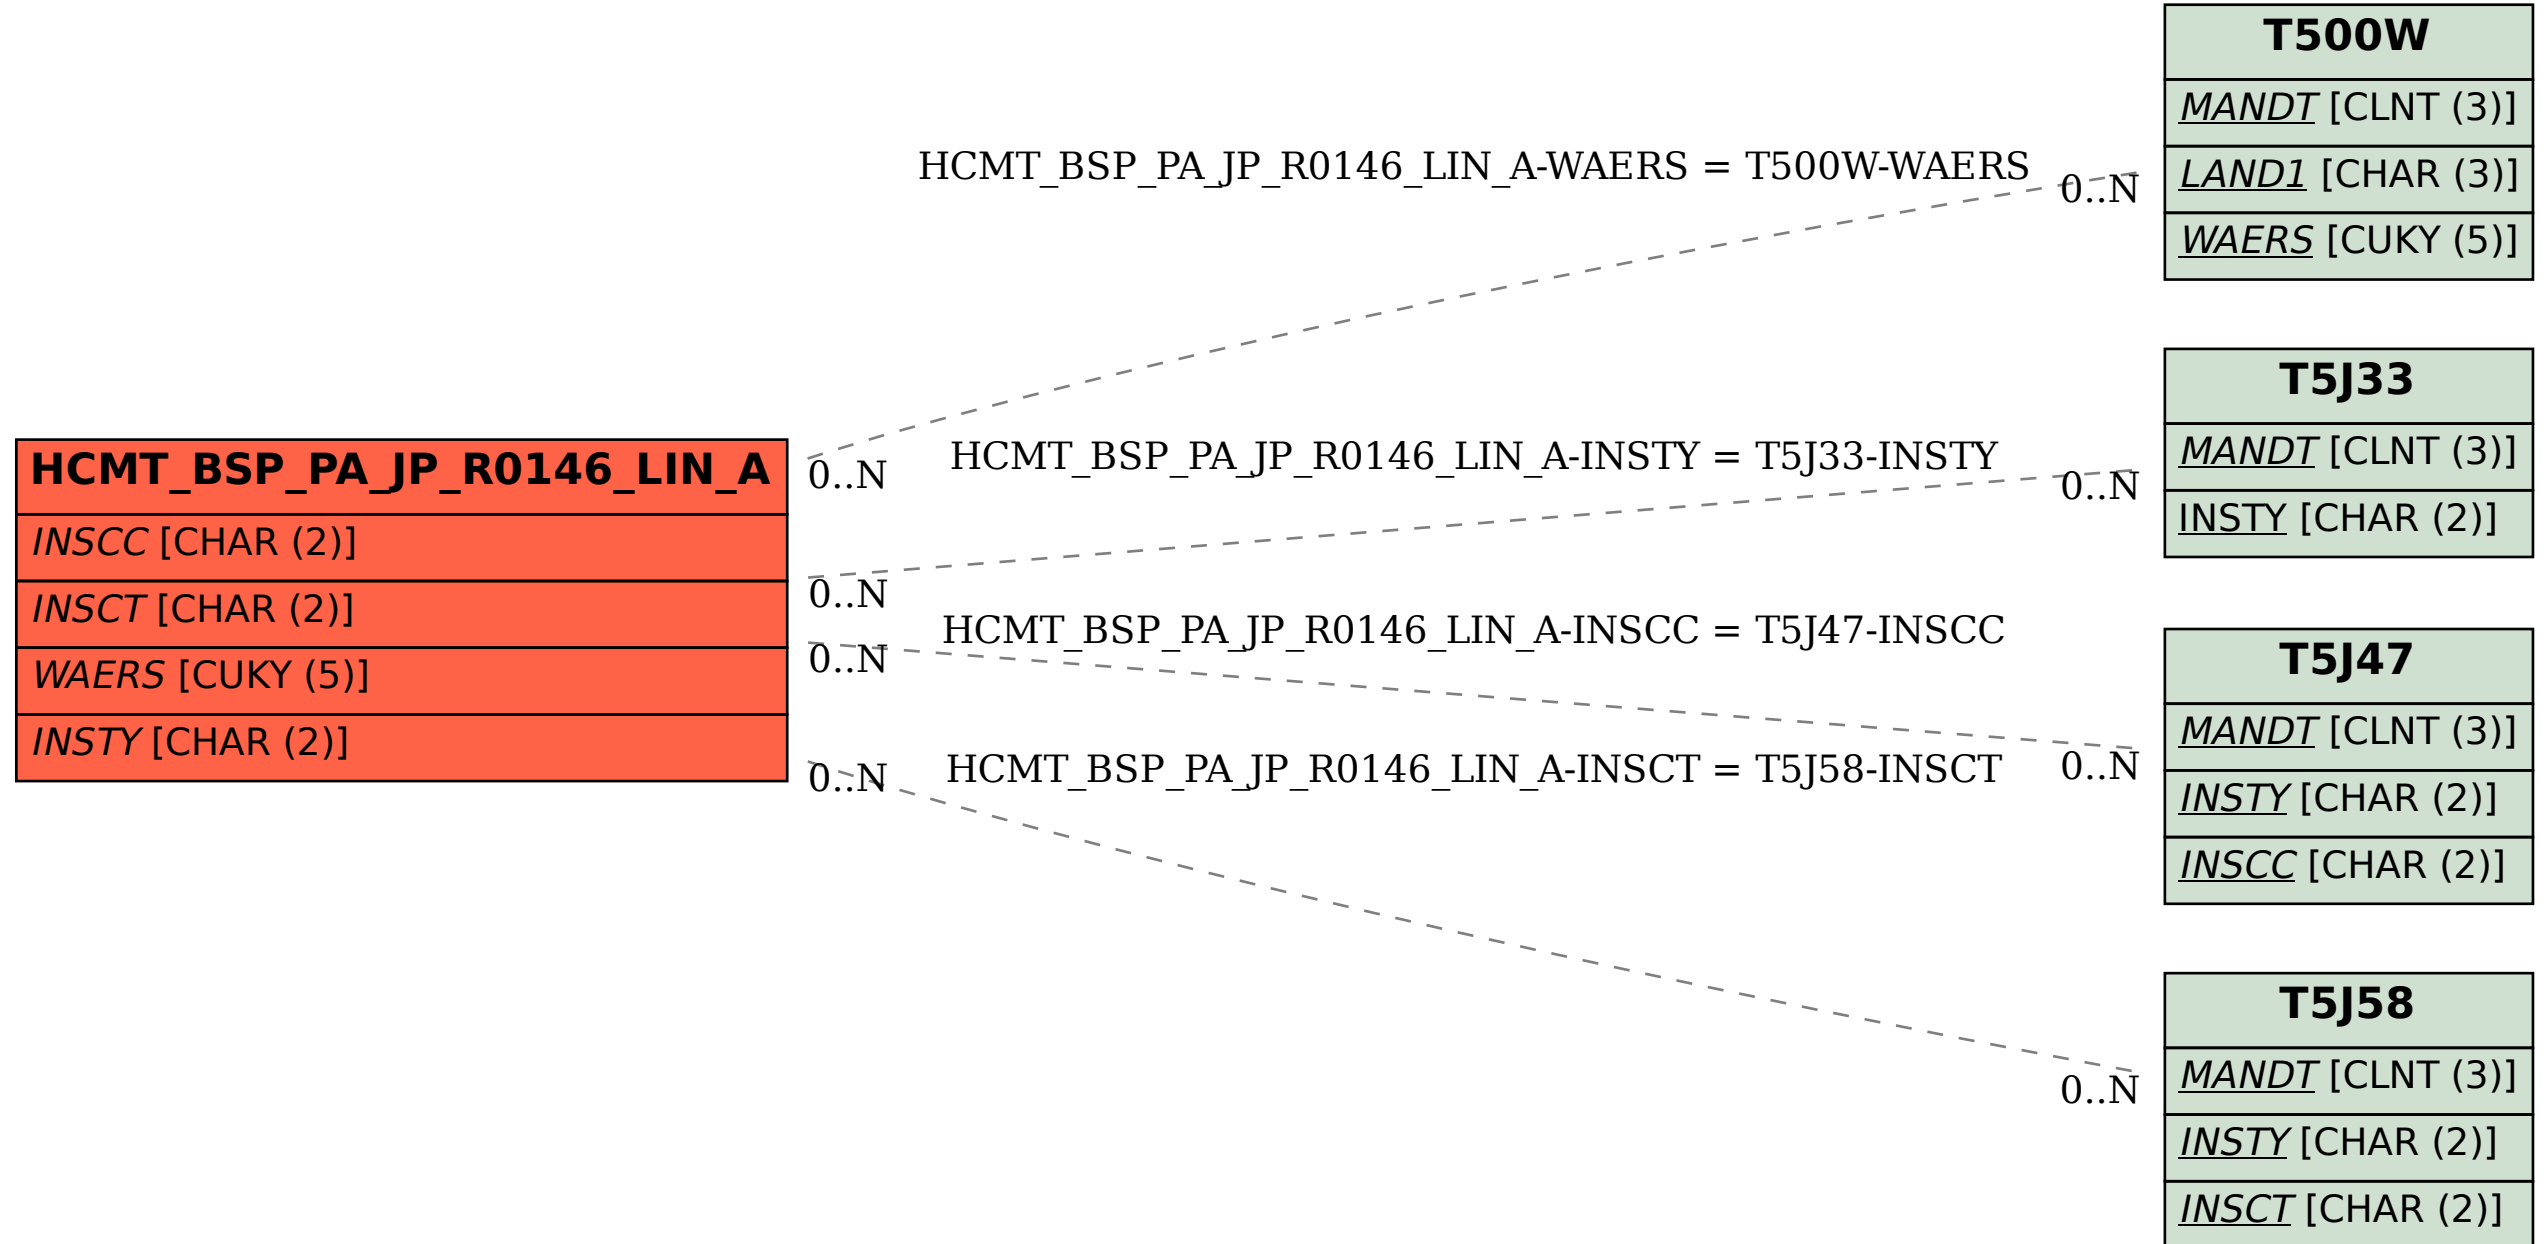 HCMT_BSP_PA_JP_R0146_LIN_A
INSCC [CHAR (2)]
INSCT [CHAR (2)]
WAERS [CUKY (5)]
INSTY [CHAR (2)]
HCMT_BSP_PA_JP_R0146_LIN_A-WAERS = T500W-WAERS
0..N
0..N
HCMT_BSP_PA_JP_R0146_LIN_A-INSTY = T5J33-INSTY
0..N
0..N
HCMT_BSP_PA_JP_R0146_LIN_A-INSCC = T5J47-INSCC
0..N
0..N
HCMT_BSP_PA_JP_R0146_LIN_A-INSCT = T5J58-INSCT
0..N
0..N
T500W
MANDT [CLNT (3)]
LAND1 [CHAR (3)]
WAERS [CUKY (5)]
T5J33
MANDT [CLNT (3)]
INSTY [CHAR (2)]
T5J47
MANDT [CLNT (3)]
INSTY [CHAR (2)]
INSCC [CHAR (2)]
T5J58
MANDT [CLNT (3)]
INSTY [CHAR (2)]
INSCT [CHAR (2)]